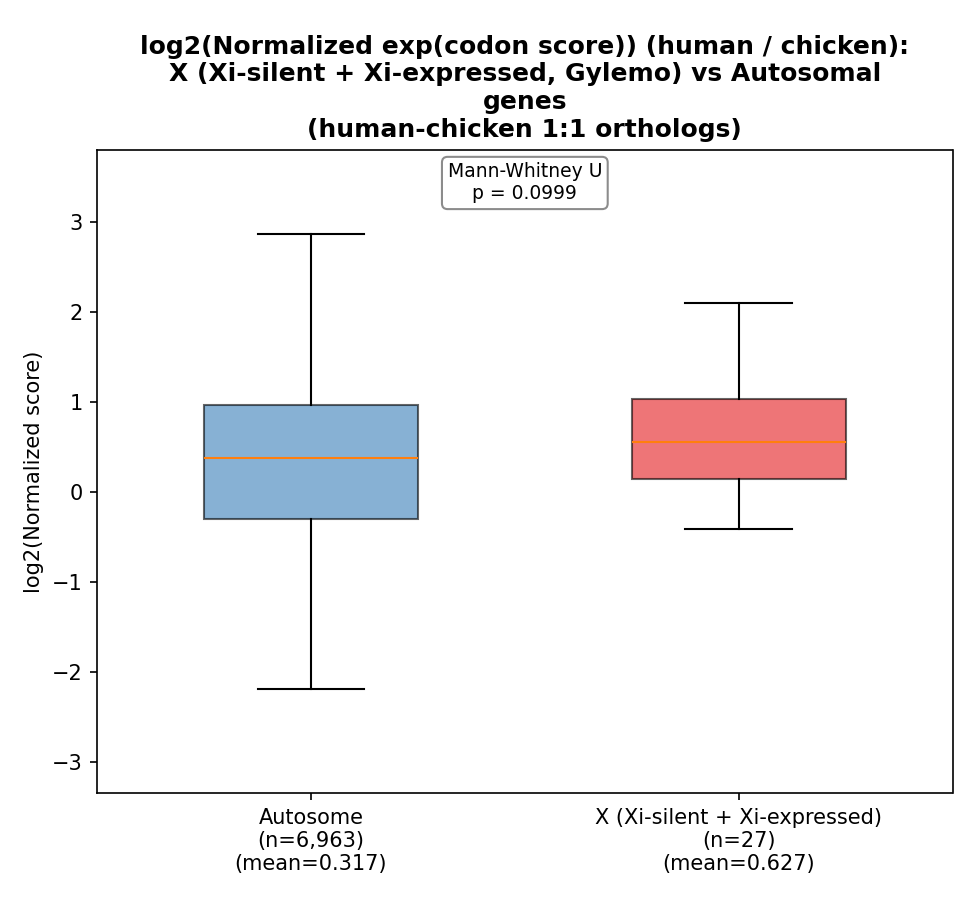 log2(Normalized exp(codon score)) (human / chicken):
X (Xi-silent + Xi-expressed, Gylemo) vs Autosomal
genes
(human-chicken 1:1 orthologs)
Mann-Whitney U
p = 0.0999
log2(Normalized score)
3
2
1
0
−1
−2
−3
Autosome
(n=6,963)
(mean=0.317)
X (Xi-silent + Xi-expressed)
(n=27)
(mean=0.627)